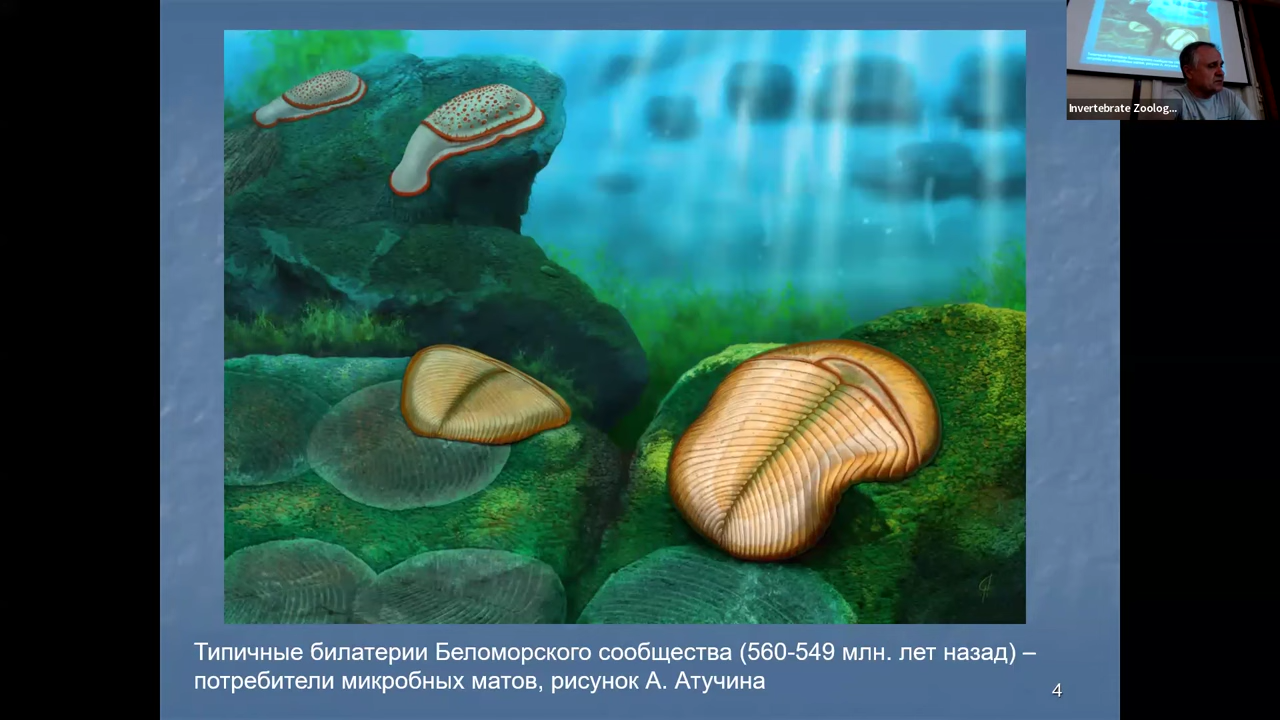 Invertebrate Zoolog...
Типичные билатерии Беломорского сообщества (560-549 млн. лет назад) –
потребители микробных матов, рисунок А. Атучина
4